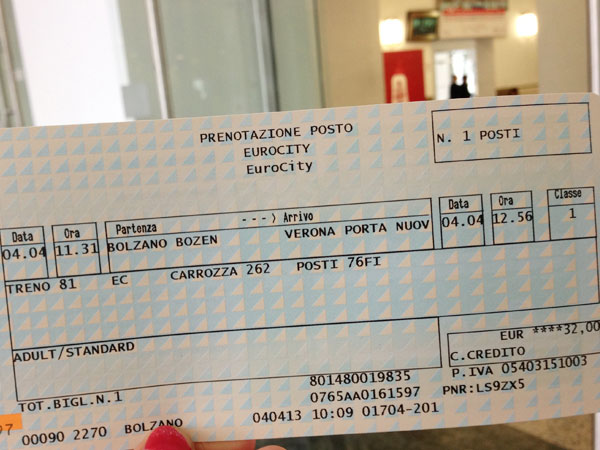 PRENOTAZIONE POSTO
EUROCITY
EuroCity
N. 1 POSTI
Data Ora Partenza - - - ) Arrivo Data Ora Classe
04.04 11.31 BOLZANO BOZEN VERONA PORTA NUOV 04.04 12.56 1
TRENO 81 EC CARROZZA 262 POSTI 76FI
ADULT/STANDARD
EUR ****32,00
C.CREDITO
P.IVA 05403151003
PNR:LS9ZX5
801480019835
TOT.BIGL.N.1 0765AA0161597
040413 10:09 01704-201
97 00090 2270 BOLZANO